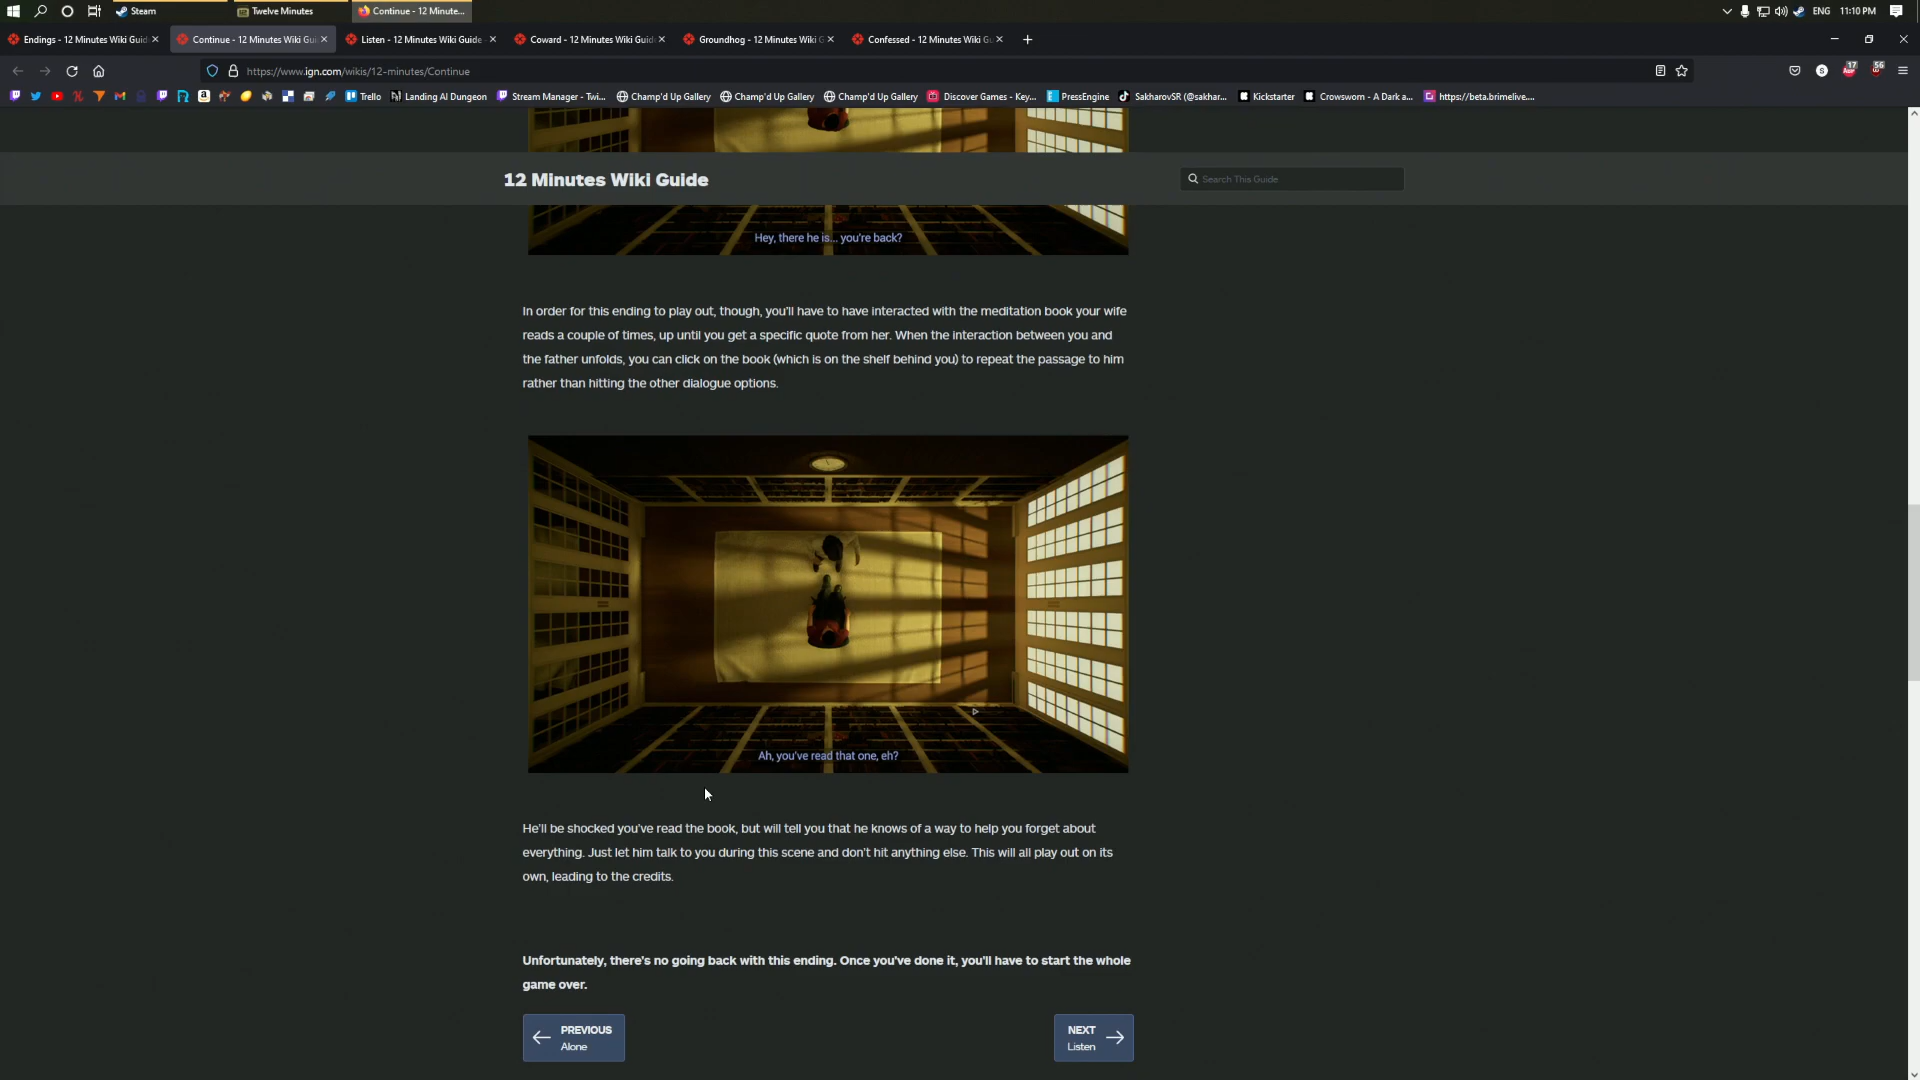 Steam
Twelve Minutes
Continue - 12 Minute...
ENG
11:10 PM
Endings - 12 Minutes Wiki Guid
Continue - 12 Minutes Wiki Gui
Listen - 12 Minutes Wiki Guide
Coward - 12 Minutes Wiki Guide
Groundhog - 12 Minutes Wiki G
Confessed - 12 Minutes Wiki Gu
https://www.ign.com/wikis/12-minutes/Continue
17
56
Trello
Landing AI Dungeon
Stream Manager - Twi...
Champ'd Up Gallery
Champ'd Up Gallery
Champ'd Up Gallery
Discover Games - Key...
PressEngine
SakharovSR (@sakhar...
Kickstarter
Crowsworn - A Dark a...
https://beta.brimelive....
12 Minutes Wiki Guide
Search This Guide
Hey, there he is... you're back?
In order for this ending to play out, though, you'll have to have interacted with the meditation book your wife
reads a couple of times, up until you get a specific quote from her. When the interaction between you and
the father unfolds, you can click on the book (which is on the shelf behind you) to repeat the passage to him
rather than hitting the other dialogue options.
Ah, you've read that one, eh?
He'll be shocked you've read the book, but will tell you that he knows of a way to help you forget about
everything. Just let him talk to you during this scene and don't hit anything else. This will all play out on its
own, leading to the credits.
Unfortunately, there's no going back with this ending. Once you've done it, you'll have to start the whole
game over.
PREVIOUS
Alone
NEXT
Listen